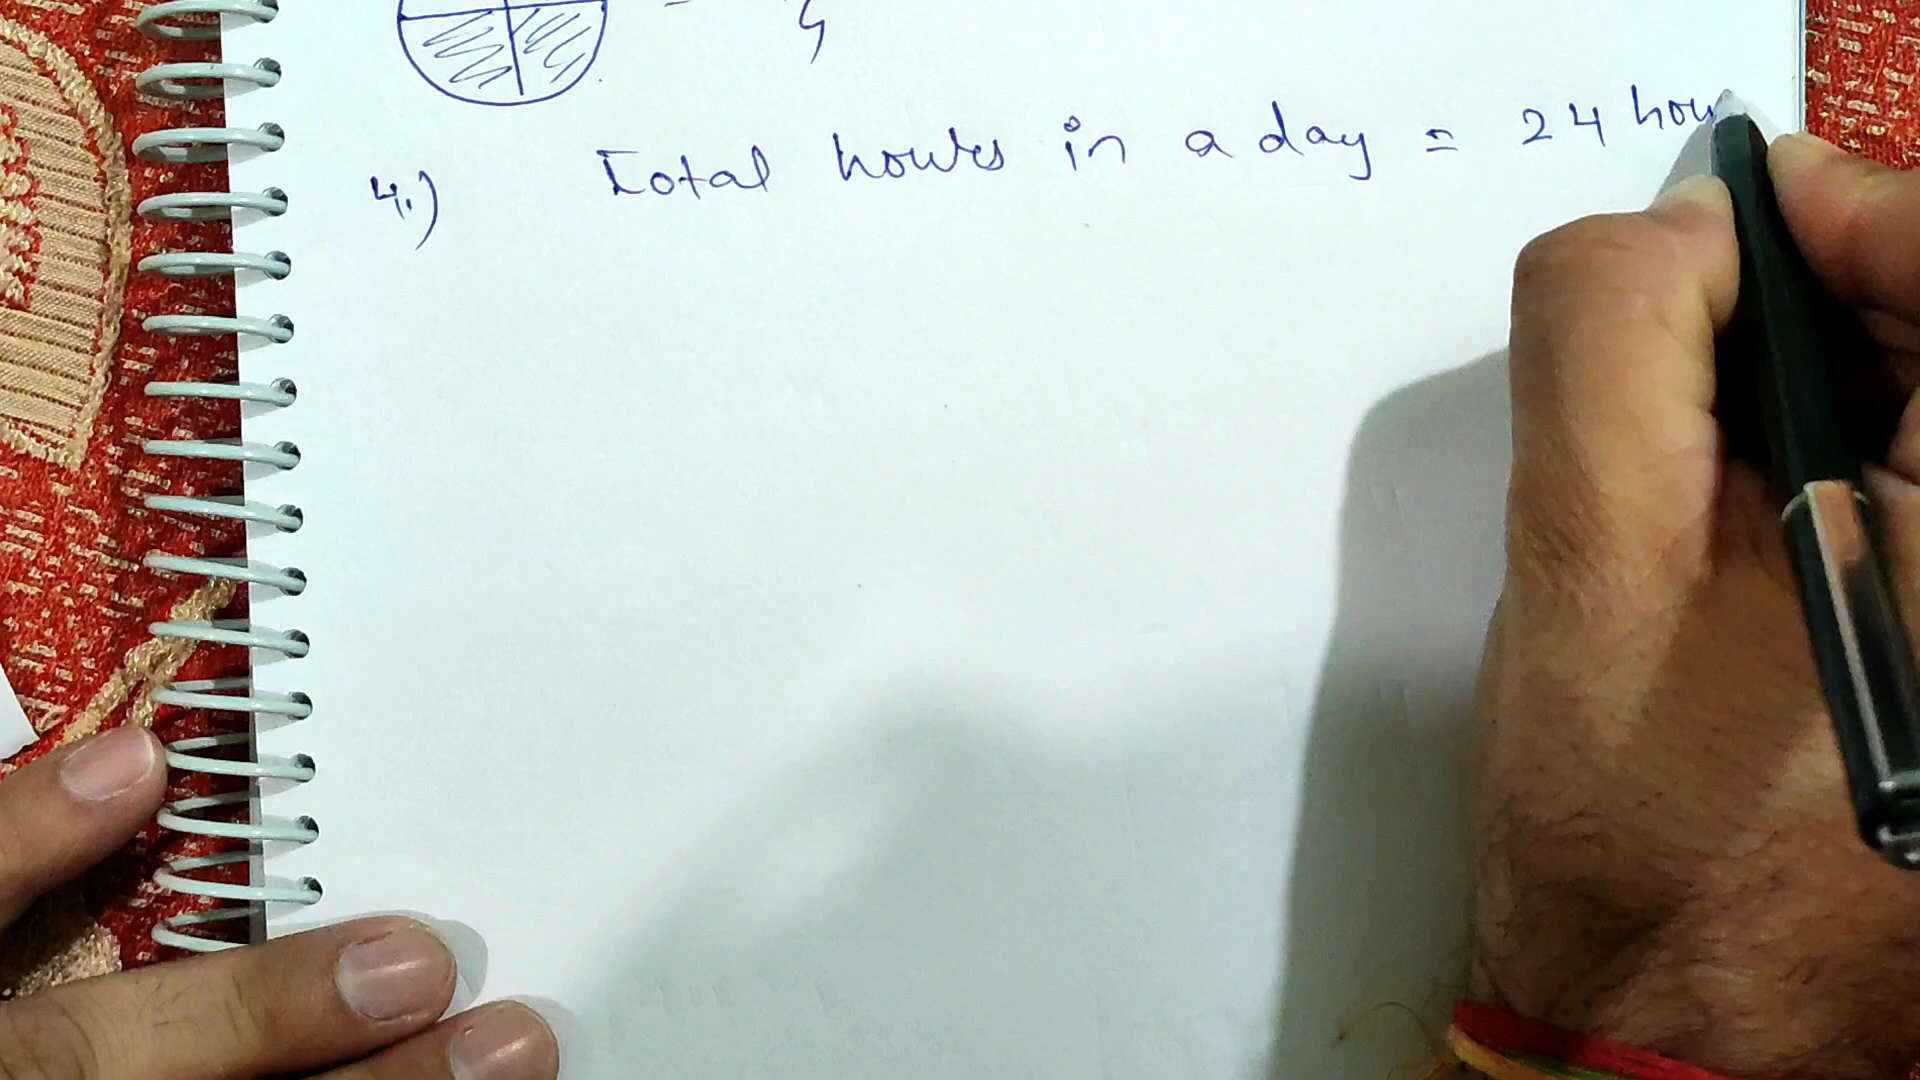 =
4.) Total hours in a day = 24 hou